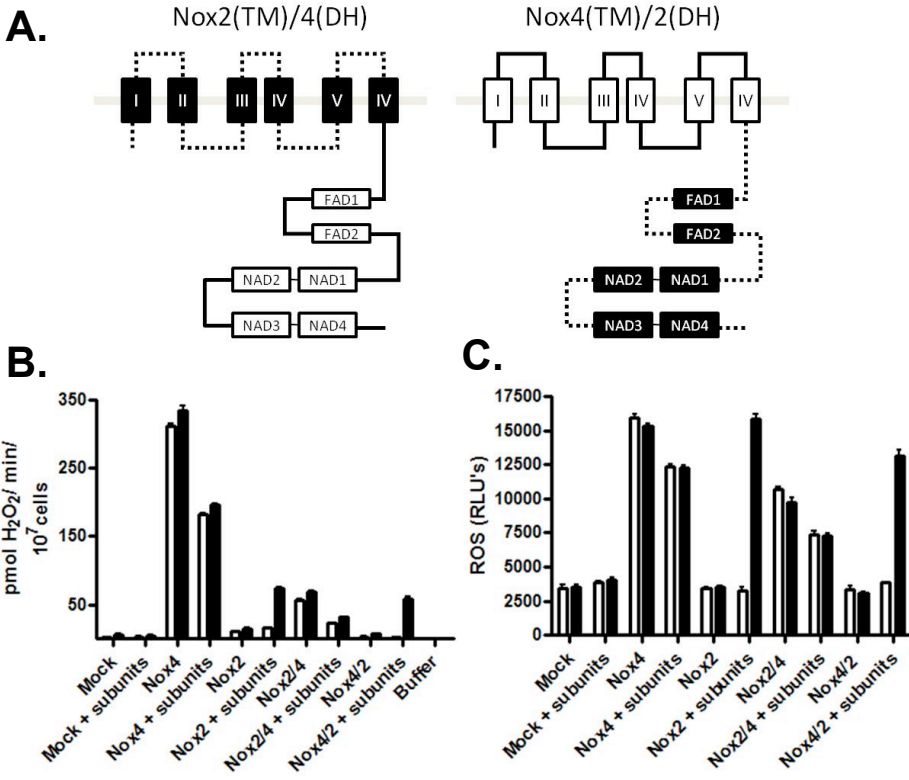 A.
Nox2(TM)/4(DH)
Nox4(TM)/2(DH)
I II III IV V IV
I II III IV V IV
FAD1
FAD2
NAD2 NAD1
NAD3 NAD4
FAD1
FAD2
NAD2 NAD1
NAD3 NAD4
B.
pmol H₂O₂/ min/
10⁷ cells
350
250
150
50
Mock
Mock + subunits
Nox4
Nox4 + subunits
Nox2
Nox2 + subunits
Nox2/4
Nox2/4 + subunits
Nox4/2
Nox4/2 + subunits
Buffer
C.
ROS (RLU's)
17500
15000
12500
10000
7500
5000
2500
0
Mock
Mock + subunits
Nox4
Nox4 + subunits
Nox2
Nox2 + subunits
Nox2/4
Nox2/4 + subunits
Nox4/2
Nox4/2 + subunits